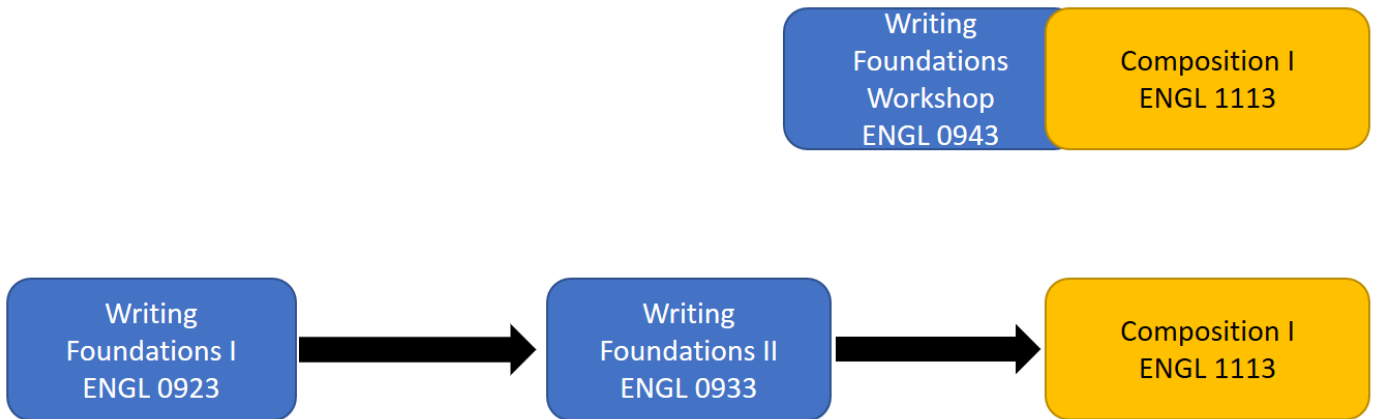 Writing
Foundations
Workshop
ENGL 0943
Composition I
ENGL 1113
Writing
Foundations I
ENGL 0923
Writing
Foundations II
ENGL 0933
Composition I
ENGL 1113